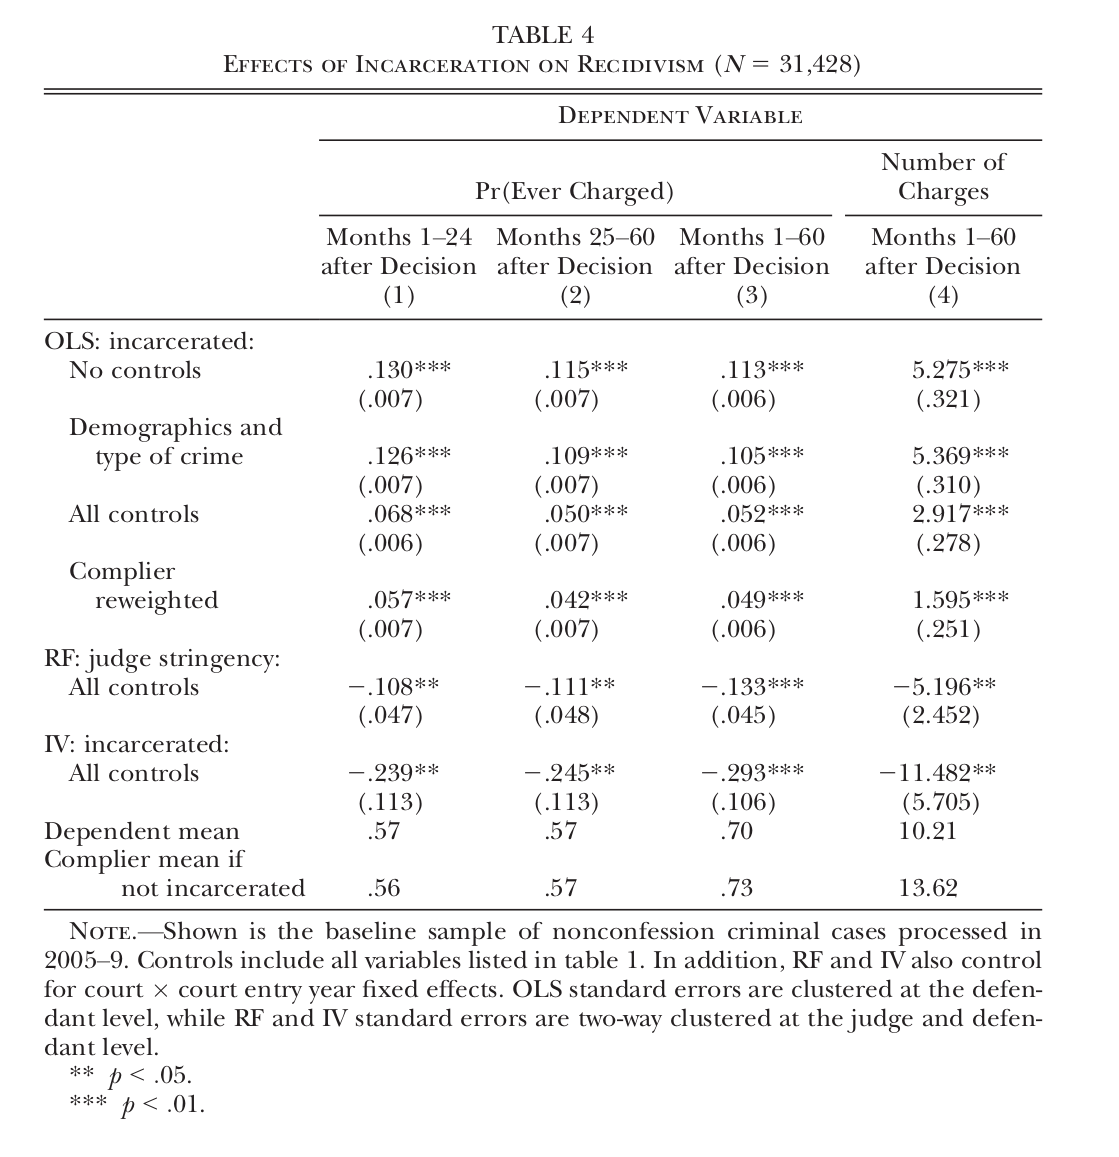 TABLE 4
Effects of Incarceration on Recidivism (N = 31,428)
Dependent Variable
Number of
Pr(Ever Charged) Charges
Months 1–24 Months 25–60 Months 1–60 Months 1–60
after Decision after Decision after Decision after Decision
(1) (2) (3) (4)
OLS: incarcerated:
No controls .130*** .115*** .113*** 5.275***
(.007) (.007) (.006) (.321)
Demographics and
type of crime .126*** .109*** .105*** 5.369***
(.007) (.007) (.006) (.310)
All controls .068*** .050*** .052*** 2.917***
(.006) (.007) (.006) (.278)
Complier
reweighted .057*** .042*** .049*** 1.595***
(.007) (.007) (.006) (.251)
RF: judge stringency:
All controls −.108** −.111** −.133*** −5.196**
(.047) (.048) (.045) (2.452)
IV: incarcerated:
All controls −.239** −.245** −.293*** −11.482**
(.113) (.113) (.106) (5.705)
Dependent mean .57 .57 .70 10.21
Complier mean if
not incarcerated .56 .57 .73 13.62
Note.—Shown is the baseline sample of nonconfession criminal cases processed in
2005–9. Controls include all variables listed in table 1. In addition, RF and IV also control
for court × court entry year fixed effects. OLS standard errors are clustered at the defen-
dant level, while RF and IV standard errors are two-way clustered at the judge and defen-
dant level.
** p < .05.
*** p < .01.